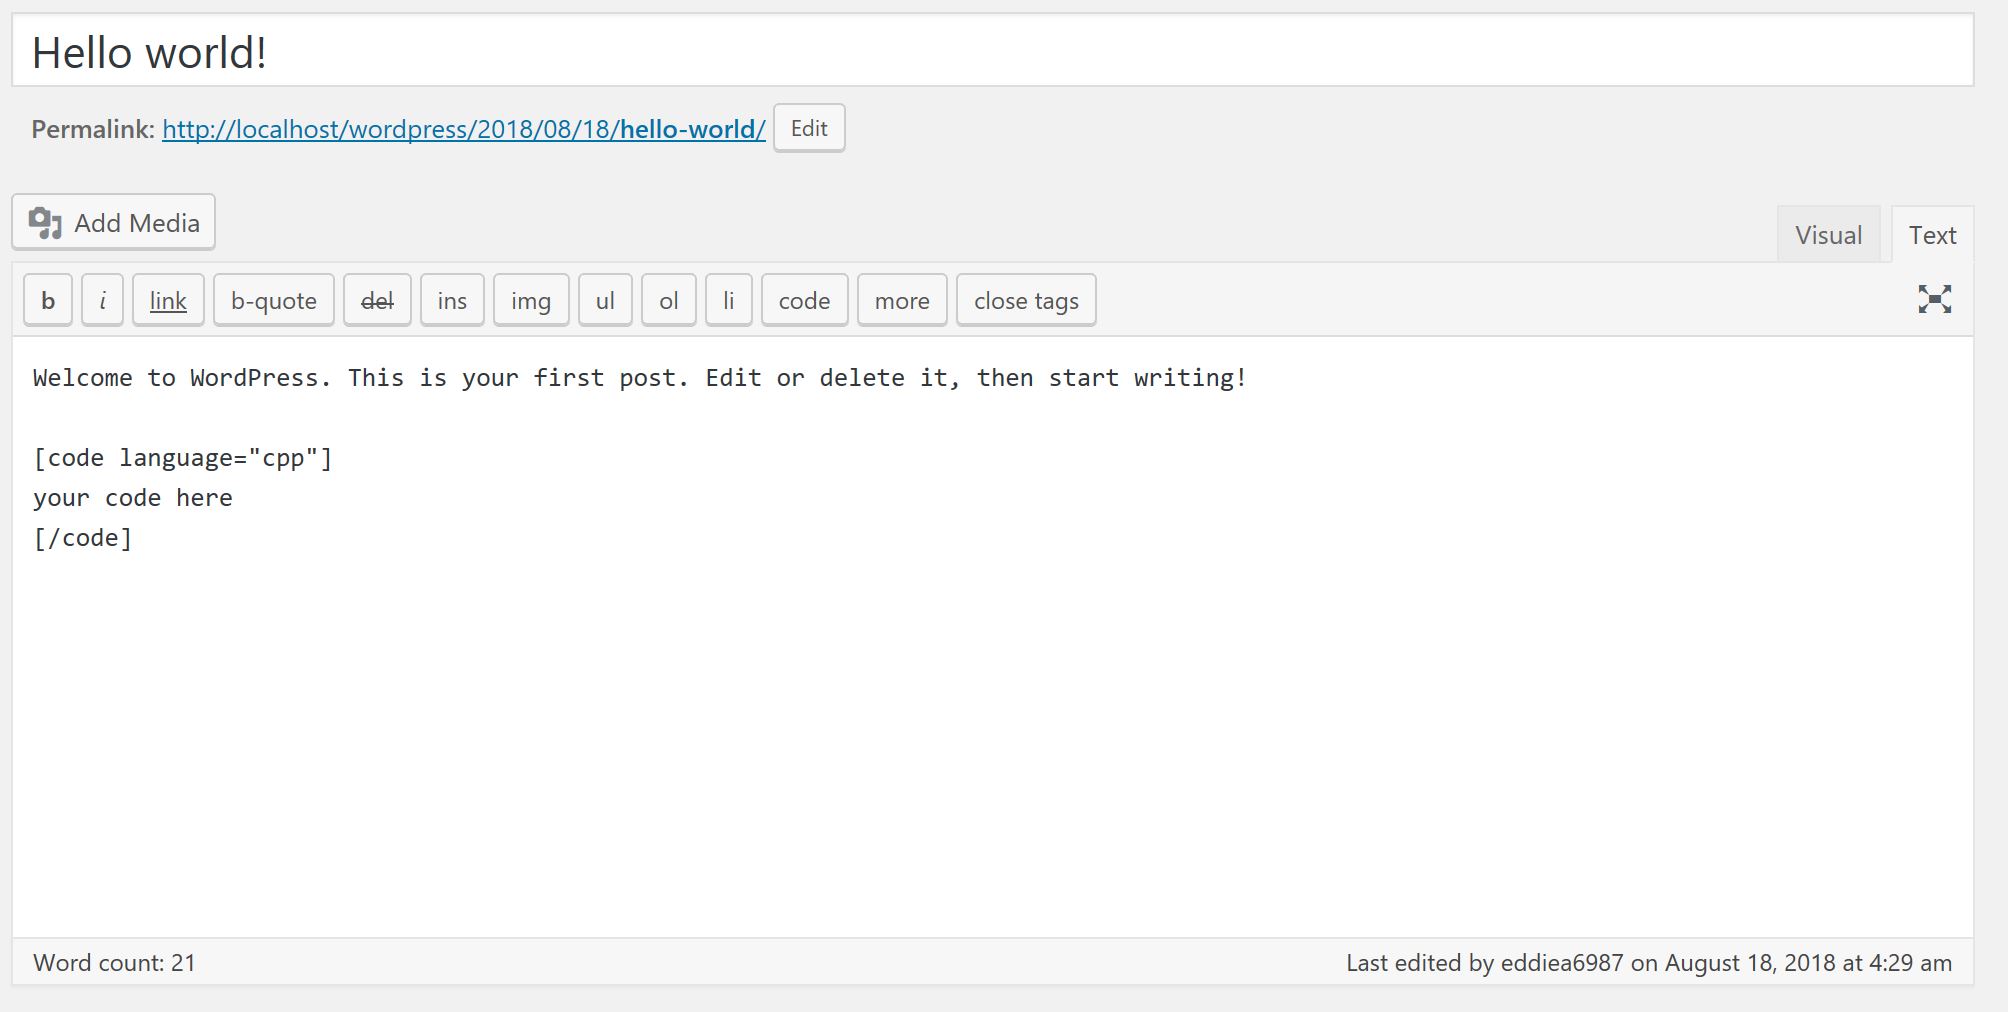 Hello world!
Permalink: http://localhost/wordpress/2018/08/18/hello-world/ Edit
Add Media
Visual Text
b i link b-quote del ins img ul ol li code more close tags
Welcome to WordPress. This is your first post. Edit or delete it, then start writing!
[code language="cpp"]
your code here
[/code]
Word count: 21 Last edited by eddiea6987 on August 18, 2018 at 4:29 am